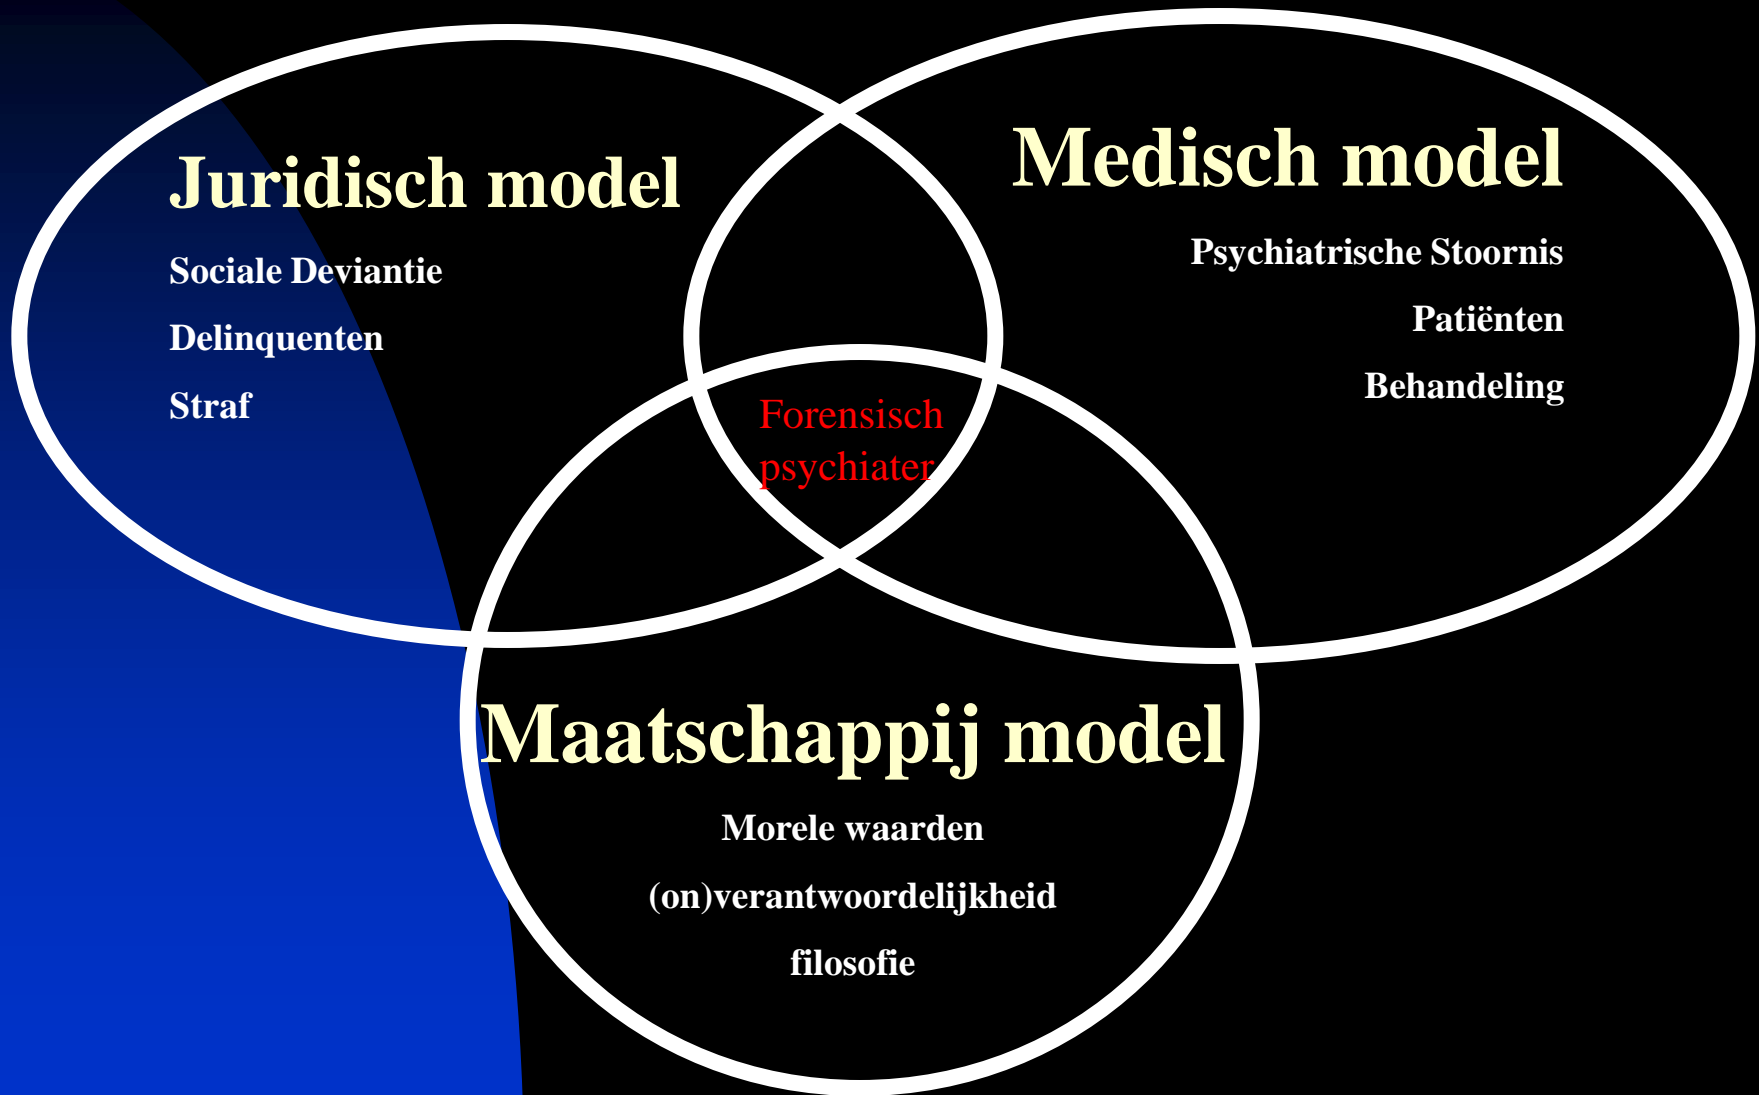 Juridisch model
Sociale Deviantie
Delinquenten
Straf
Medisch model
Psychiatrische Stoornis
Patiënten
Behandeling
Forensisch
psychiater
Maatschappij model
Morele waarden
(on)verantwoordelijkheid
filosofie